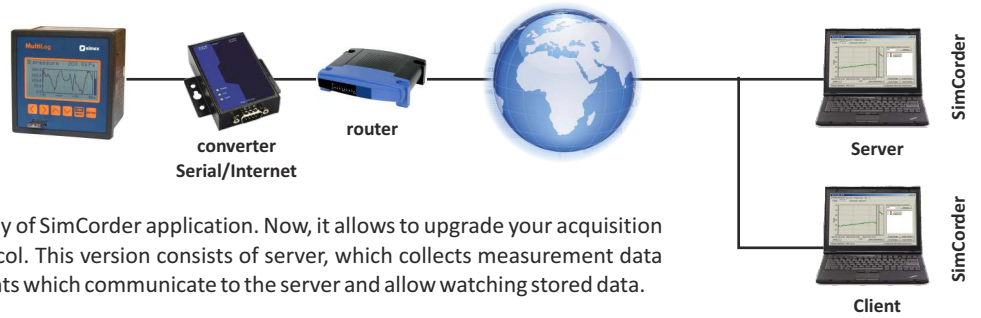 MultiLog simex
converter
Serial/Internet
router
Server
SimCorder
Client
SimCorder
y of SimCorder application. Now, it allows to upgrade your acquisition
col. This version consists of server, which collects measurement data
nts which communicate to the server and allow watching stored data.